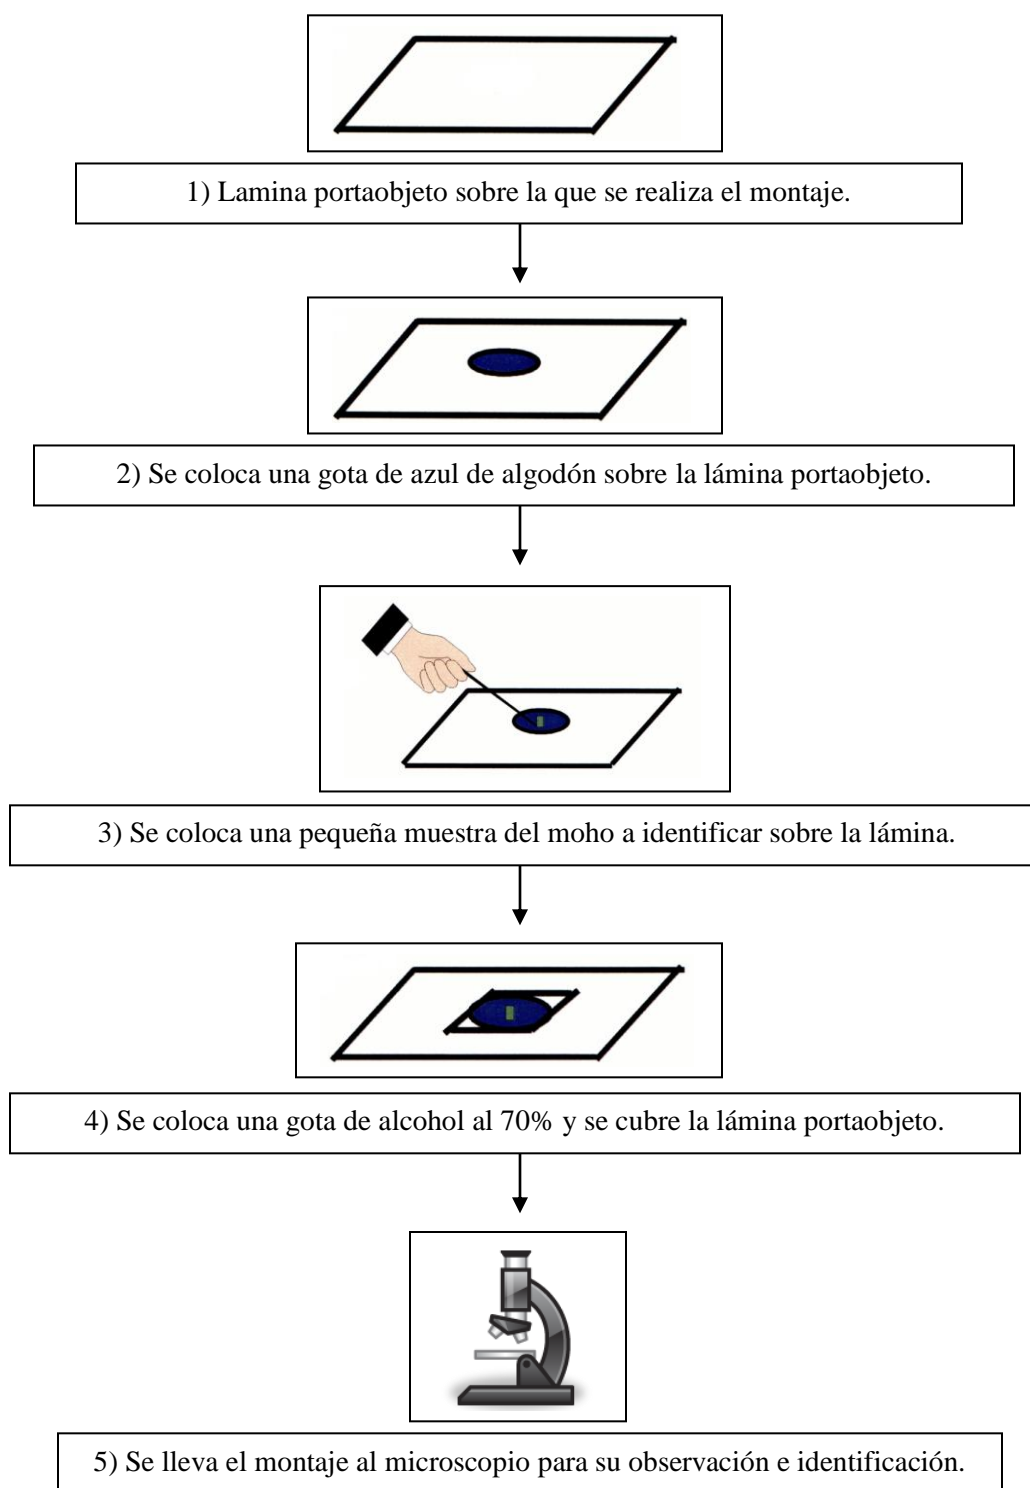 1) Lamina portaobjeto sobre la que se realiza el montaje.
2) Se coloca una gota de azul de algodón sobre la lámina portaobjeto.
3) Se coloca una pequeña muestra del moho a identificar sobre la lámina.
4) Se coloca una gota de alcohol al 70% y se cubre la lámina portaobjeto.
5) Se lleva el montaje al microscopio para su observación e identificación.